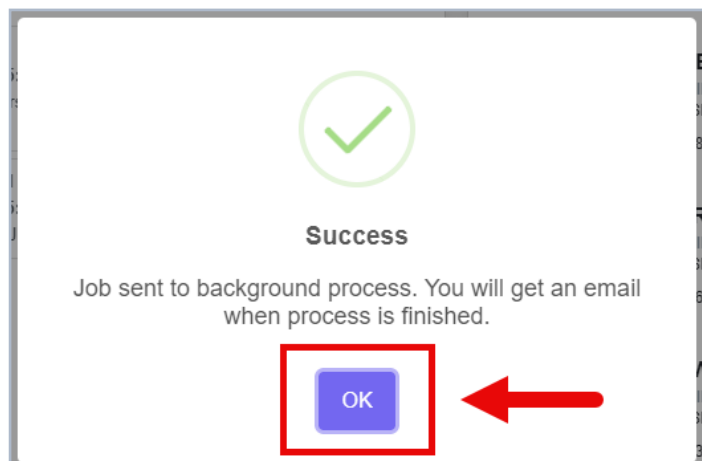 Success
Job sent to background process. You will get an email
when process is finished.
OK